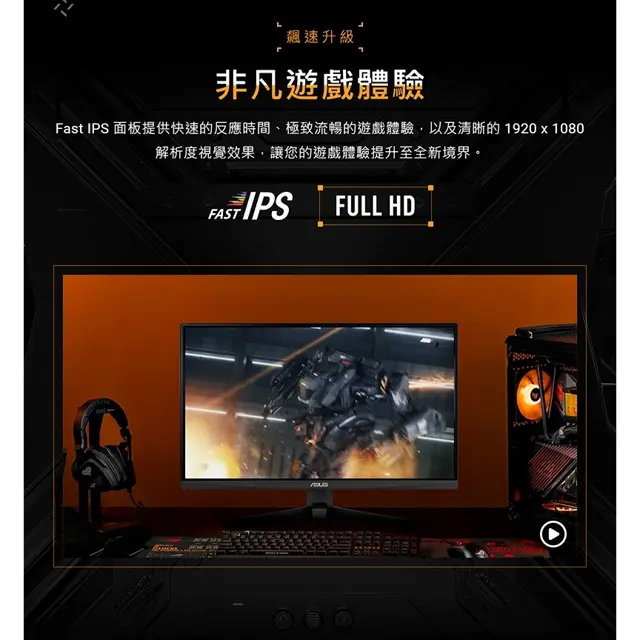 飆速升級
非凡遊戲體驗
Fast IPS 面板提供快速的反應時間、極致流暢的遊戲體驗，以及清晰的 1920 x 1080
解析度視覺效果，讓您的遊戲體驗提升至全新境界。
FAST IPS
FULL HD
ASUS